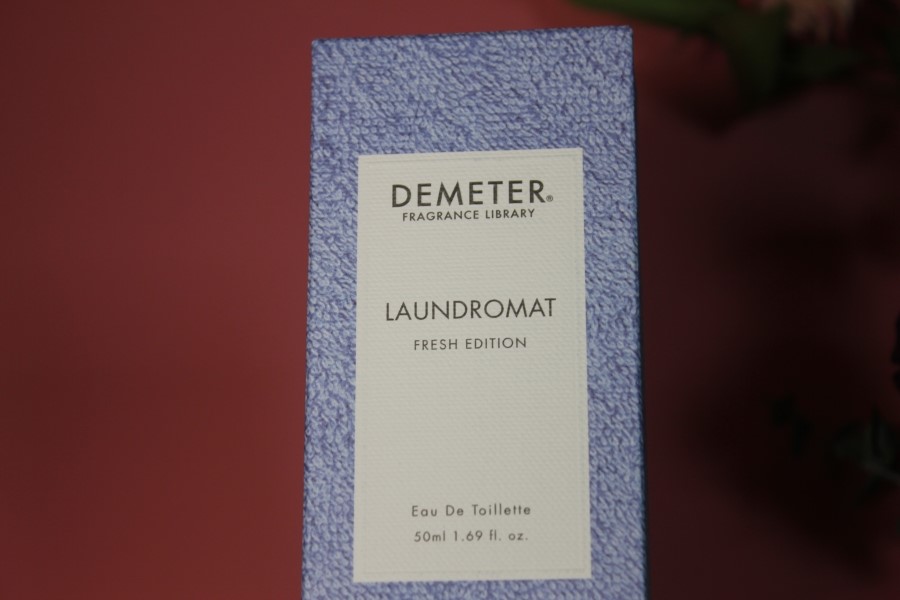 DEMETER®
FRAGRANCE LIBRARY
LAUNDROMAT
FRESH EDITION
Eau De Toillette
50ml 1.69 fl. oz.